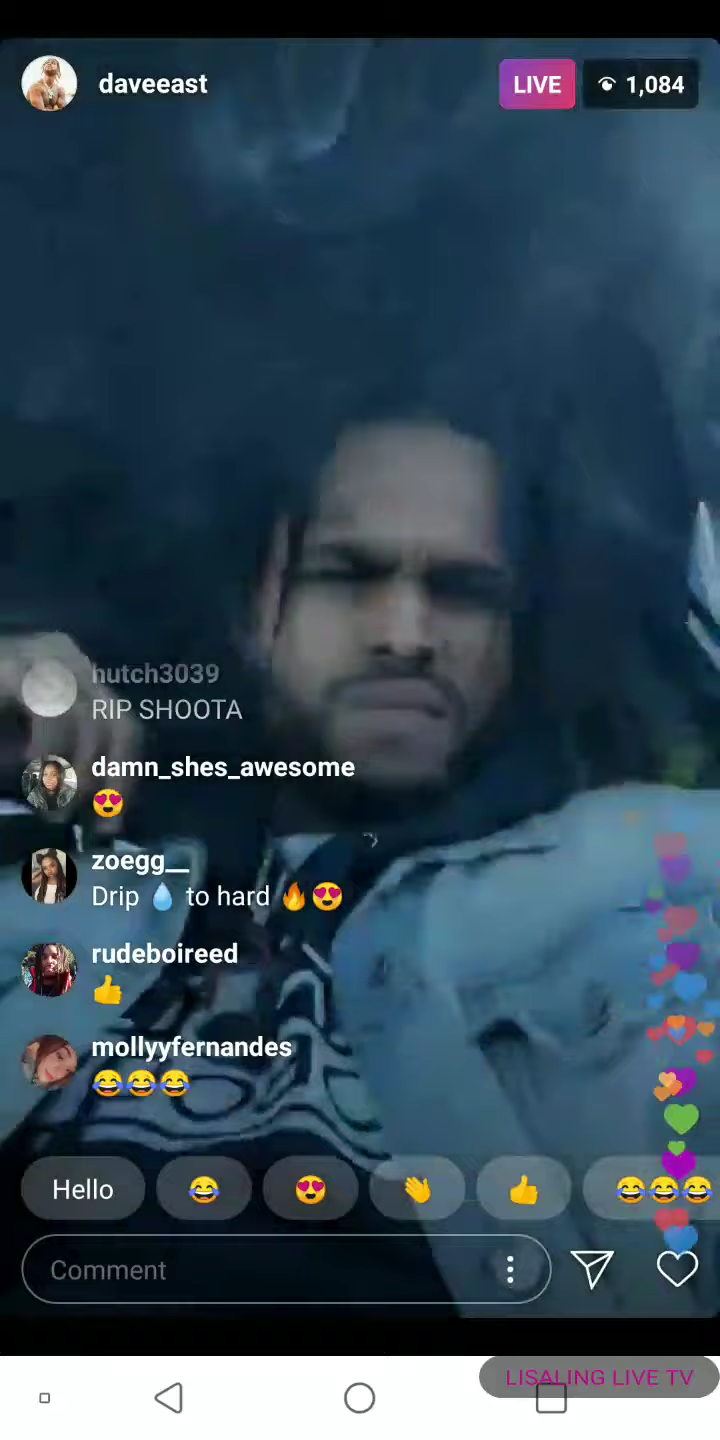 daveeast
LIVE 1,084
hutch3039
RIP SHOOTA
damn_shes_awesome
😍
zoegg__
Drip 💧 to hard 🔥😍
rudeboireed
👍
mollyyfernandes
😂😂😂
Hello 😂 😍 👋 👍 😂😂😂
Comment
LISALING LIVE TV